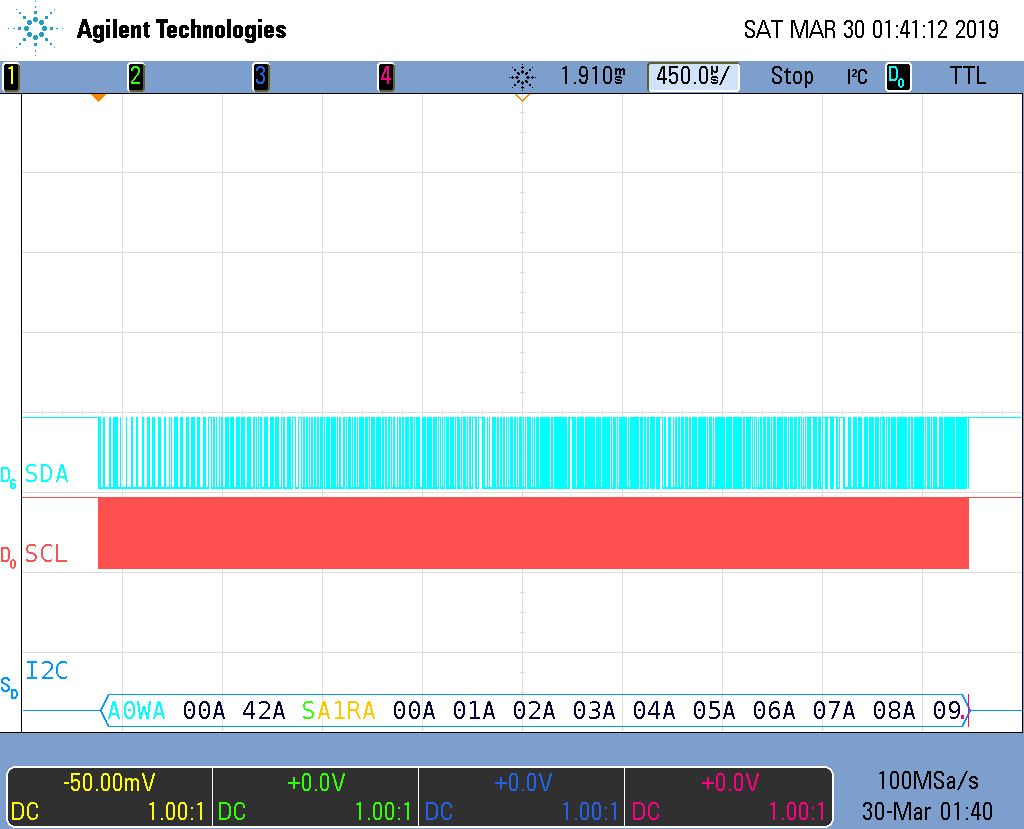 Agilent Technologies SAT MAR 30 01:41:12 2019
1 2 3 4 1.910ms 450.0us/ Stop I²C D0 TTL
D6 SDA
D0 SCL
I2C
SD
A0WA 00A 42A SA1RA 00A 01A 02A 03A 04A 05A 06A 07A 08A 09.
-50.00mV +0.0V +0.0V +0.0V 100MSa/s
DC 1.00:1 DC 1.00:1 DC 1.00:1 DC 1.00:1 30-Mar 01:40